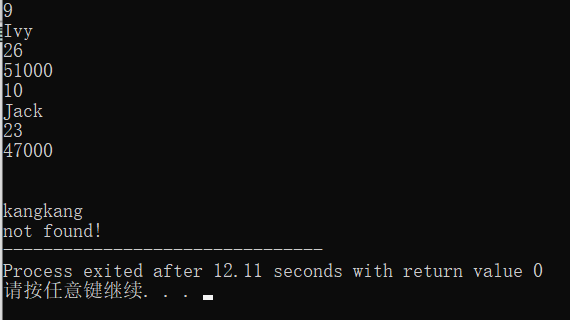 9
Ivy
26
51000
10
Jack
23
47000
kangkang
not found!
--------------------------------
Process exited after 12.11 seconds with return value 0
请按任意键继续. . .